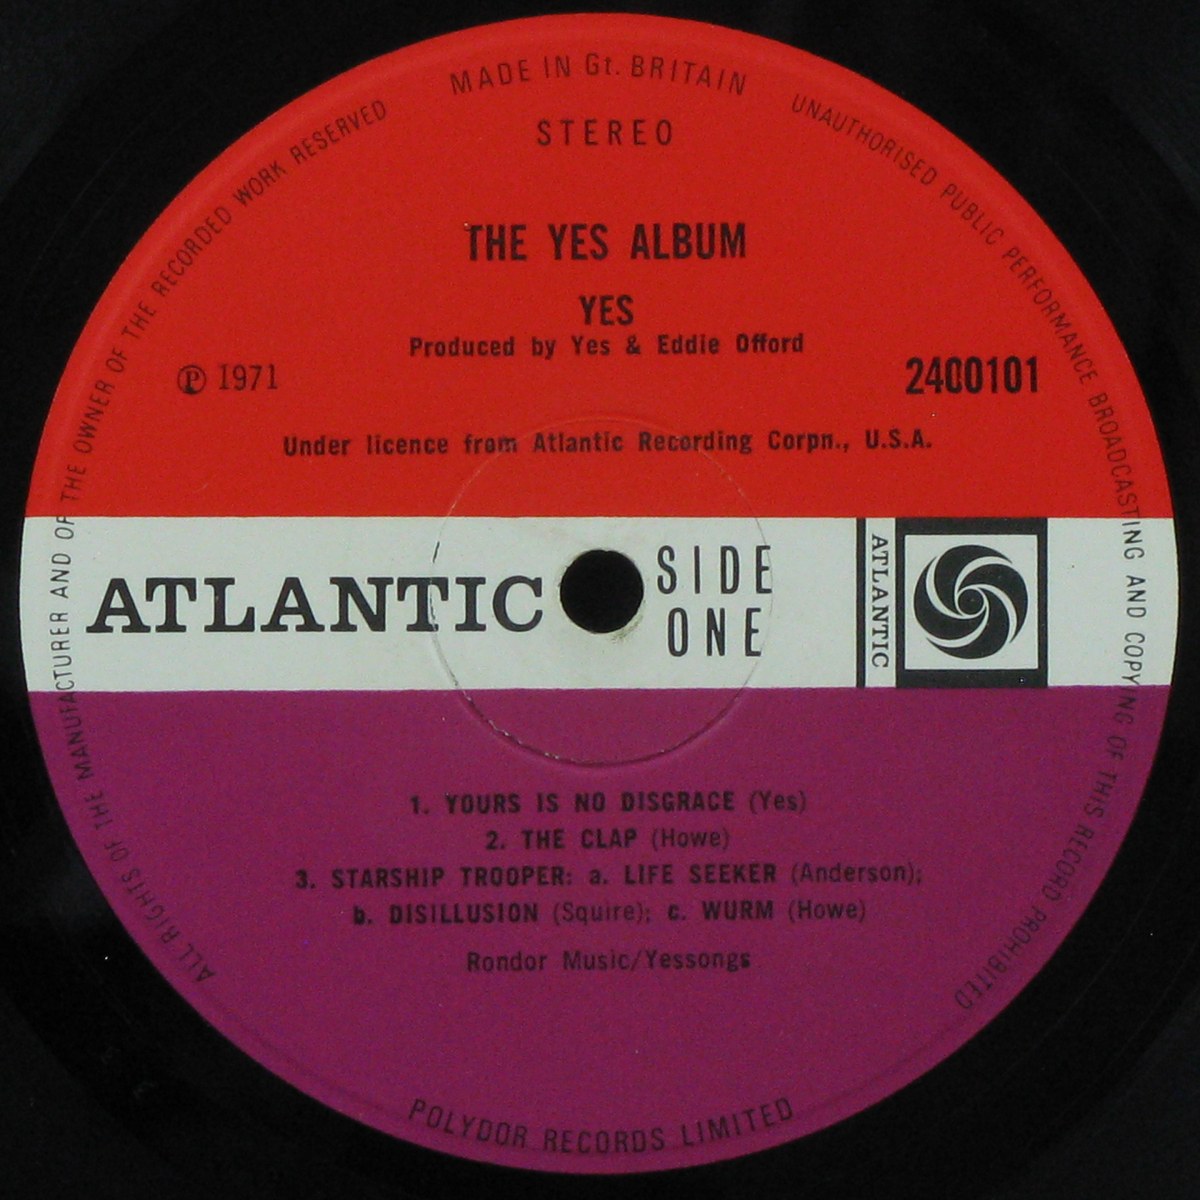 MADE IN Gt. BRITAIN
STEREO
THE YES ALBUM
YES
Produced by Yes & Eddie Offord
℗ 1971
2400101
Under licence from Atlantic Recording Corpn., U.S.A.
ATLANTIC
SIDE
ONE
ATLANTIC
1. YOURS IS NO DISGRACE (Yes)
2. THE CLAP (Howe)
3. STARSHIP TROOPER: a. LIFE SEEKER (Anderson);
b. DISILLUSION (Squire); c. WURM (Howe)
Rondor Music/Yessongs
ALL RIGHTS OF THE MANUFACTURER AND OF THE OWNER OF THE RECORDED WORK RESERVED
UNAUTHORISED PUBLIC PERFORMANCE BROADCASTING AND COPYING OF THIS RECORD PROHIBITED
POLYDOR RECORDS LIMITED